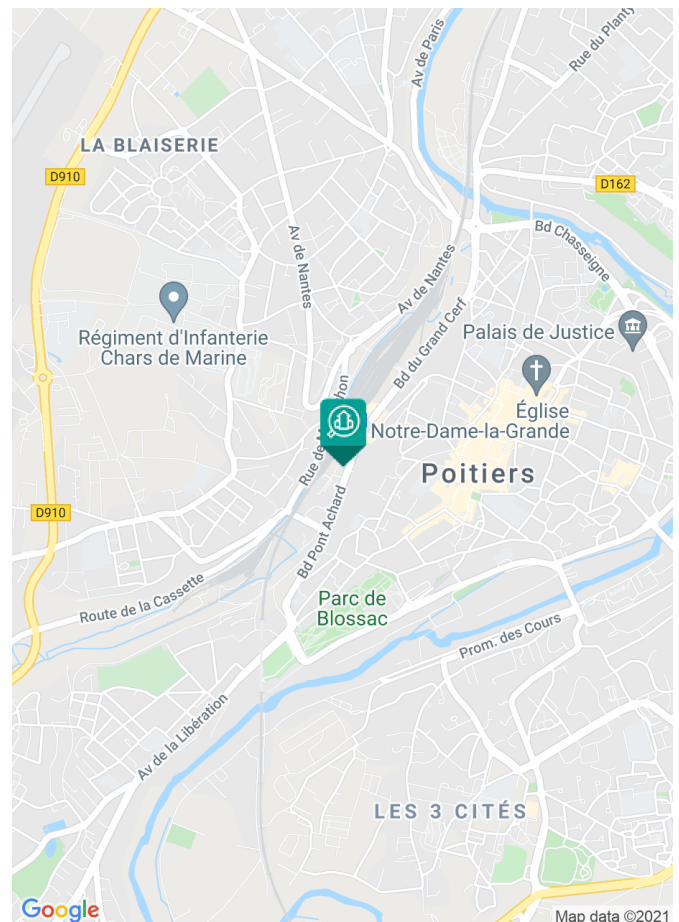 Av de Paris
Rue du Planty
LA BLAISERIE
D910
D162
Bd Chasseigne
Av de Nantes
Av de Nantes
Régiment d'Infanterie
Chars de Marine
Palais de Justice
Bd du Grand Cerf
Église
Notre-Dame-la-Grande
Rue de
hon
Poitiers
D910
Bd Pont Achard
Route de la Cassette
Parc de
Blossac
Prom. des Cours
Av de la Libération
LES 3 CITÉS
Google
Map data ©2021